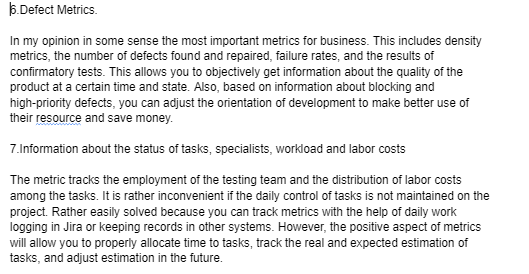 6.Defect Metrics.
In my opinion in some sense the most important metrics for business. This includes density
metrics, the number of defects found and repaired, failure rates, and the results of
confirmatory tests. This allows you to objectively get information about the quality of the
product at a certain time and state. Also, based on information about blocking and
high-priority defects, you can adjust the orientation of development to make better use of
their resource and save money.
7.Information about the status of tasks, specialists, workload and labor costs
The metric tracks the employment of the testing team and the distribution of labor costs
among the tasks. It is rather inconvenient if the daily control of tasks is not maintained on the
project. Rather easily solved because you can track metrics with the help of daily work
logging in Jira or keeping records in other systems. However, the positive aspect of metrics
will allow you to properly allocate time to tasks, track the real and expected estimation of
tasks, and adjust estimation in the future.